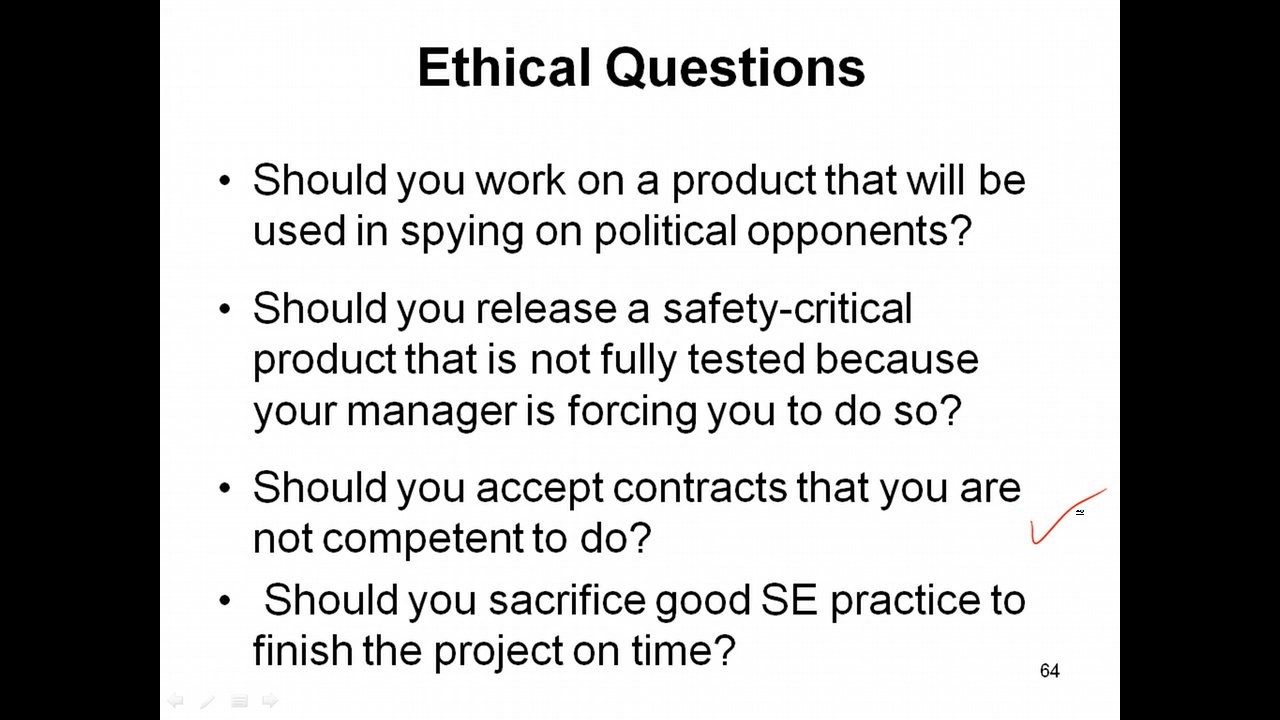 Ethical Questions
• Should you work on a product that will be
used in spying on political opponents?
• Should you release a safety-critical
product that is not fully tested because
your manager is forcing you to do so?
• Should you accept contracts that you are
not competent to do?
• Should you sacrifice good SE practice to
finish the project on time?
64